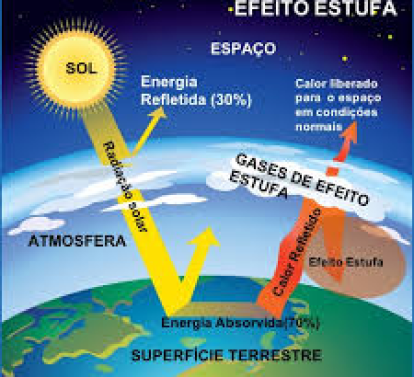 EFEITO ESTUFA
ESPAÇO
SOL
Energia
Refletida (30%)
Calor liberado
para o espaço
em condições
normais
Radiação solar
GASES DE EFEITO
ESTUFA
ATMOSFERA
Calor Refletido
Efeito Estufa
Energia Absorvida(70%)
SUPERFÍCIE TERRESTRE